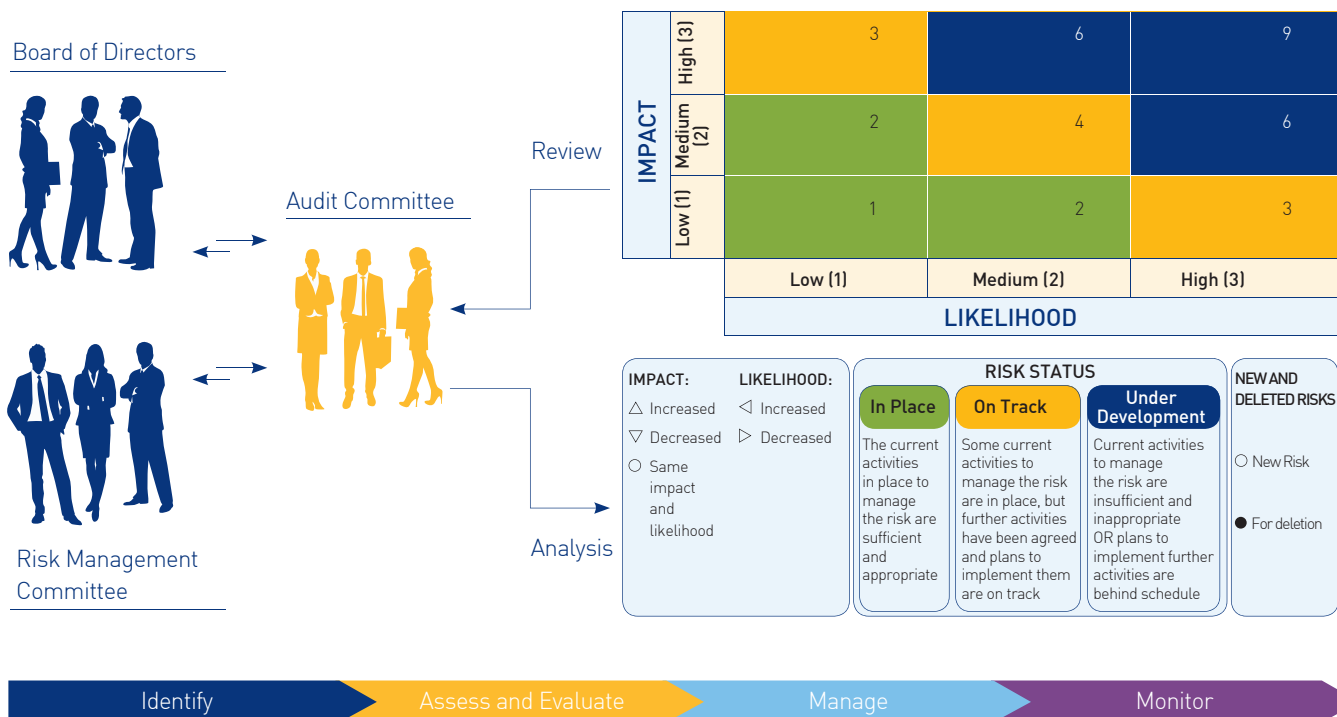 Board of Directors
Audit Committee
Risk Management
Committee
Review
Analysis
IMPACT
High (3)
3
6
9
Medium
(2)
2
4
6
Low (1)
1
2
3
Low (1)
Medium (2)
High (3)
LIKELIHOOD
IMPACT:
△ Increased
▽ Decreased
○ Same
impact
and
likelihood
LIKELIHOOD:
◁ Increased
▷ Decreased
RISK STATUS
In Place
The current
activities
in place to
manage
the risk are
sufficient
and
appropriate
On Track
Some current
activities to
manage the risk
are in place, but
further activities
have been agreed
and plans to
implement them
are on track
Under
Development
Current activities
to manage
the risk are
insufficient and
inappropriate
OR plans to
implement further
activities are
behind schedule
NEW AND
DELETED RISKS
○ New Risk
● For deletion
Identify
Assess and Evaluate
Manage
Monitor